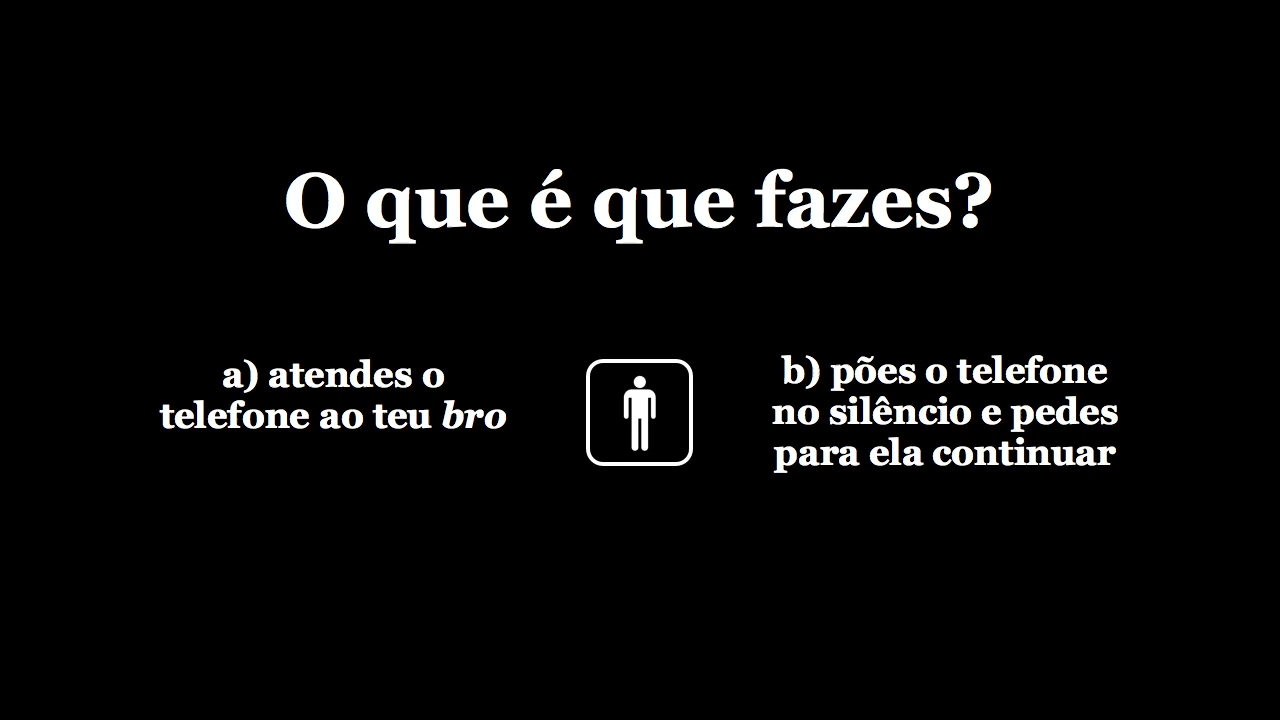 O que é que fazes?
a) atendes o
telefone ao teu bro
b) pões o telefone
no silêncio e pedes
para ela continuar